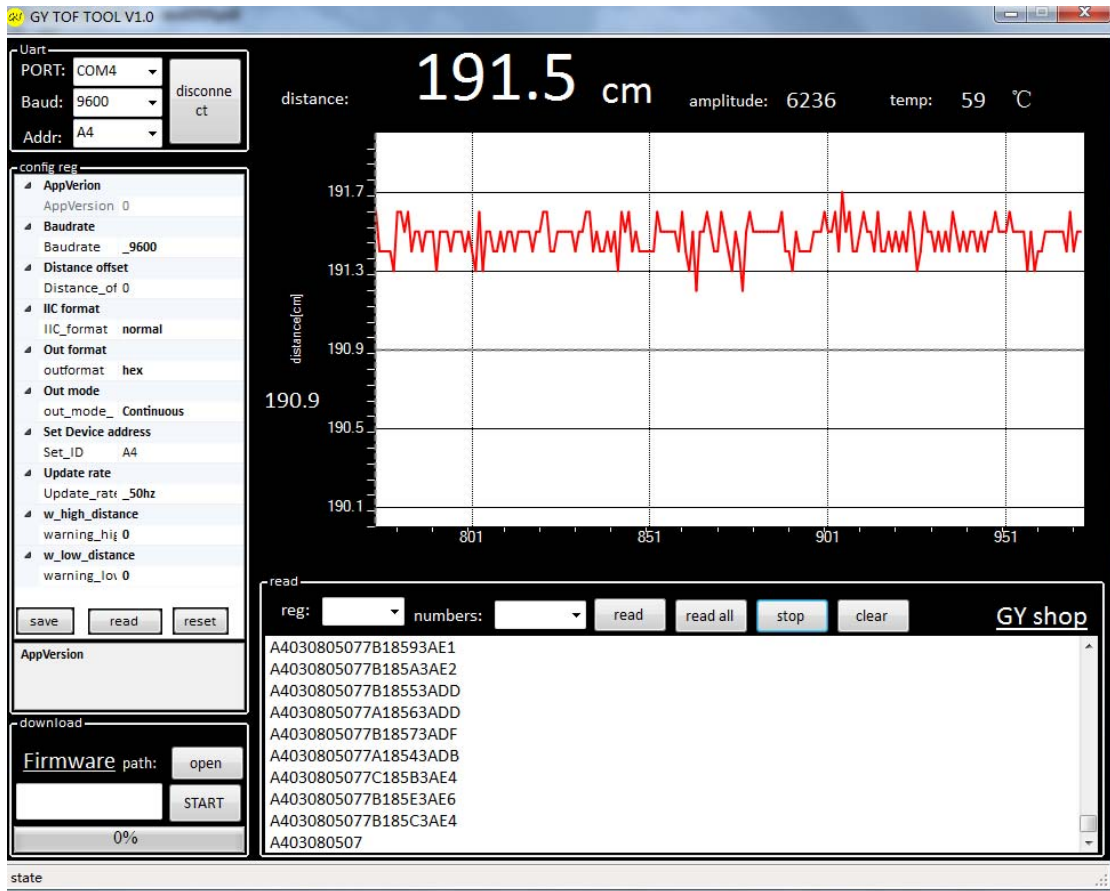 GY TOF TOOL V1.0
Uart
PORT: COM4
Baud: 9600
Addr: A4
disconne
ct
distance: 191.5 cm amplitude: 6236 temp: 59 ℃
config reg
AppVerion
AppVersion 0
Baudrate
Baudrate _9600
Distance offset
Distance_of 0
IIC format
IIC_format normal
Out format
outformat hex
Out mode
out_mode_ Continuous
Set Device address
Set_ID A4
Update rate
Update_rate _50hz
w_high_distance
warning_hig 0
w_low_distance
warning_lov 0
save read reset
AppVersion
191.7
191.3
190.9
190.5
190.1
distance[cm]
190.9
801 851 901 951
download
Firmware path: open
START
0%
read
reg: numbers: read read all stop clear GY shop
A4030805077B18593AE1
A4030805077B185A3AE2
A4030805077B18553ADD
A4030805077A18563ADD
A4030805077B18573ADF
A4030805077A18543ADB
A4030805077C185B3AE4
A4030805077B185E3AE6
A4030805077B185C3AE4
A403080507
state